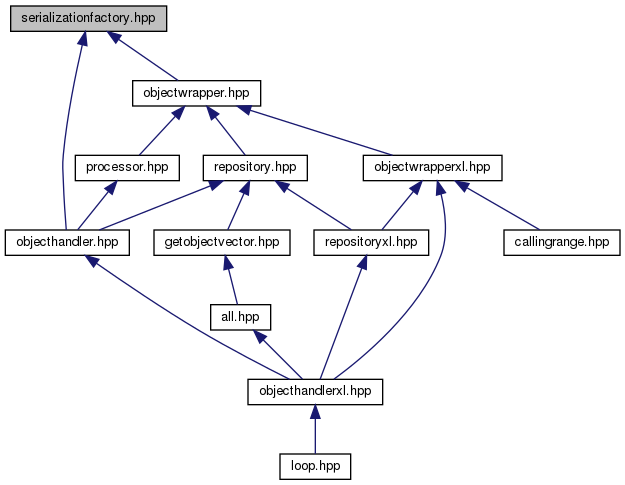 serializationfactory.hpp
objectwrapper.hpp
processor.hpp
repository.hpp
objectwrapperxl.hpp
objecthandler.hpp
getobjectvector.hpp
repositoryxl.hpp
callingrange.hpp
all.hpp
objecthandlerxl.hpp
loop.hpp